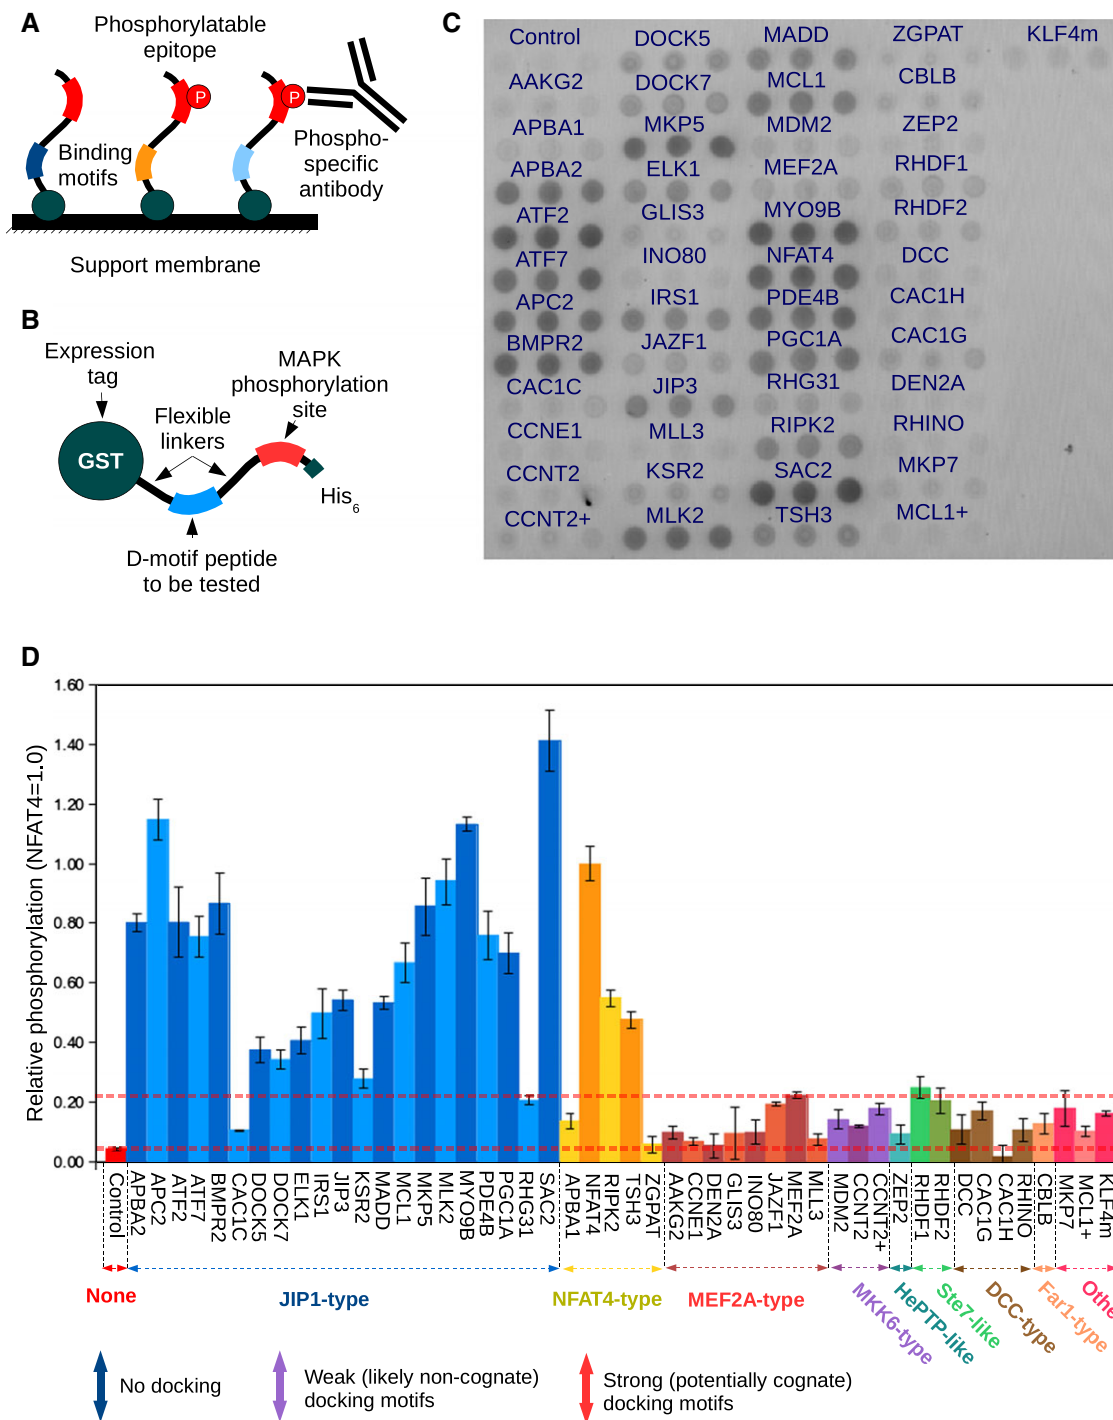 A
Phosphorylatable
epitope
P
P
Binding
motifs
Phospho-
specific
antibody
Support membrane
B
Expression
tag
MAPK
phosphorylation
site
Flexible
linkers
GST
His6
D-motif peptide
to be tested
C
Control
AAKG2
APBA1
APBA2
ATF2
ATF7
APC2
BMPR2
CAC1C
CCNE1
CCNT2
CCNT2+
DOCK5
DOCK7
MKP5
ELK1
GLIS3
INO80
IRS1
JAZF1
JIP3
MLL3
KSR2
MLK2
MADD
MCL1
MDM2
MEF2A
MYO9B
NFAT4
PDE4B
PGC1A
RHG31
RIPK2
SAC2
TSH3
ZGPAT
CBLB
ZEP2
RHDF1
RHDF2
DCC
CAC1H
CAC1G
DEN2A
RHINO
MKP7
MCL1+
KLF4m
D
Relative phosphorylation (NFAT4=1.0)
1.60
1.40
1.20
1.00
0.80
0.60
0.40
0.20
0.00
Control
APBA2
APC2
ATF2
ATF7
BMPR2
CAC1C
DOCK5
DOCK7
ELK1
IRS1
JIP3
KSR2
MADD
MCL1
MKP5
MLK2
MYO9B
PDE4B
PGC1A
RHG31
SAC2
APBA1
NFAT4
RIPK2
TSH3
ZGPAT
AAKG2
CCNE1
DEN2A
GLIS3
INO80
JAZF1
MEF2A
MLL3
MDM2
CCNT2
CCNT2+
ZEP2
RHDF1
RHDF2
DCC
CAC1G
CAC1H
RHINO
CBLB
MKP7
MCL1+
KLF4m
None
JIP1-type
NFAT4-type
MEF2A-type
MKK6-type
HePTP-like
Ste7-like
DCC-type
Far1-type
Othe
No docking
Weak (likely non-cognate)
docking motifs
Strong (potentially cognate)
docking motifs